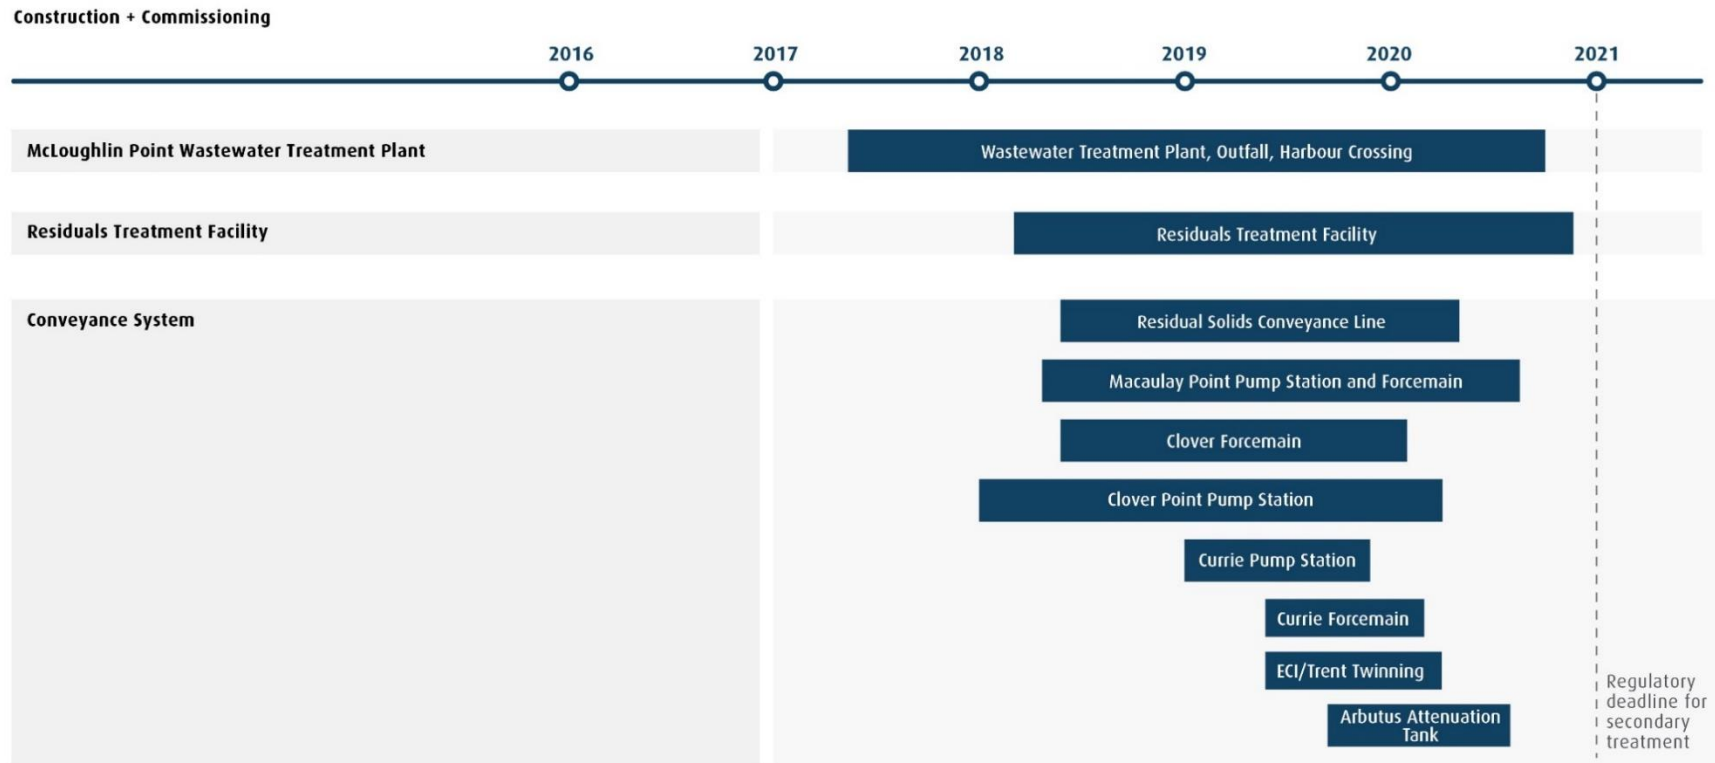 Construction + Commissioning
2016 2017 2018 2019 2020 2021
McLoughlin Point Wastewater Treatment Plant
Wastewater Treatment Plant, Outfall, Harbour Crossing
Residuals Treatment Facility
Residuals Treatment Facility
Conveyance System
Residual Solids Conveyance Line
Macaulay Point Pump Station and Forcemain
Clover Forcemain
Clover Point Pump Station
Currie Pump Station
Currie Forcemain
ECI/Trent Twinning
Arbutus Attenuation
Tank
Regulatory
deadline for
secondary
treatment